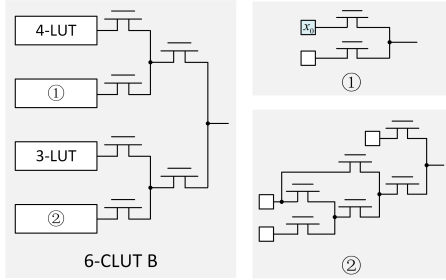 4-LUT
①
3-LUT
②
6-CLUT B
x₀
①
②